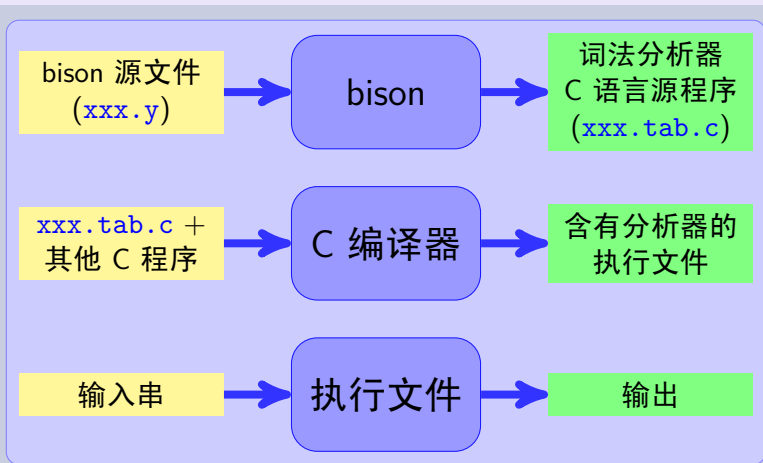 bison 源文件
(xxx.y)
bison
词法分析器
C 语言源程序
(xxx.tab.c)
xxx.tab.c +
其他 C 程序
C 编译器
含有分析器的
执行文件
输入串
执行文件
输出